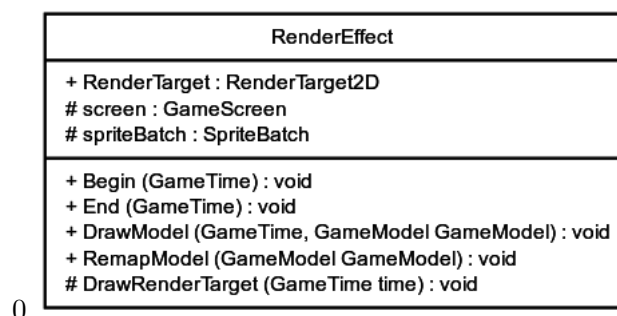 RenderEffect
+ RenderTarget : RenderTarget2D
# screen : GameScreen
# spriteBatch : SpriteBatch
+ Begin (GameTime) : void
+ End (GameTime) : void
+ DrawModel (GameTime, GameModel GameModel) : void
+ RemapModel (GameModel GameModel) : void
# DrawRenderTarget (GameTime time) : void
0